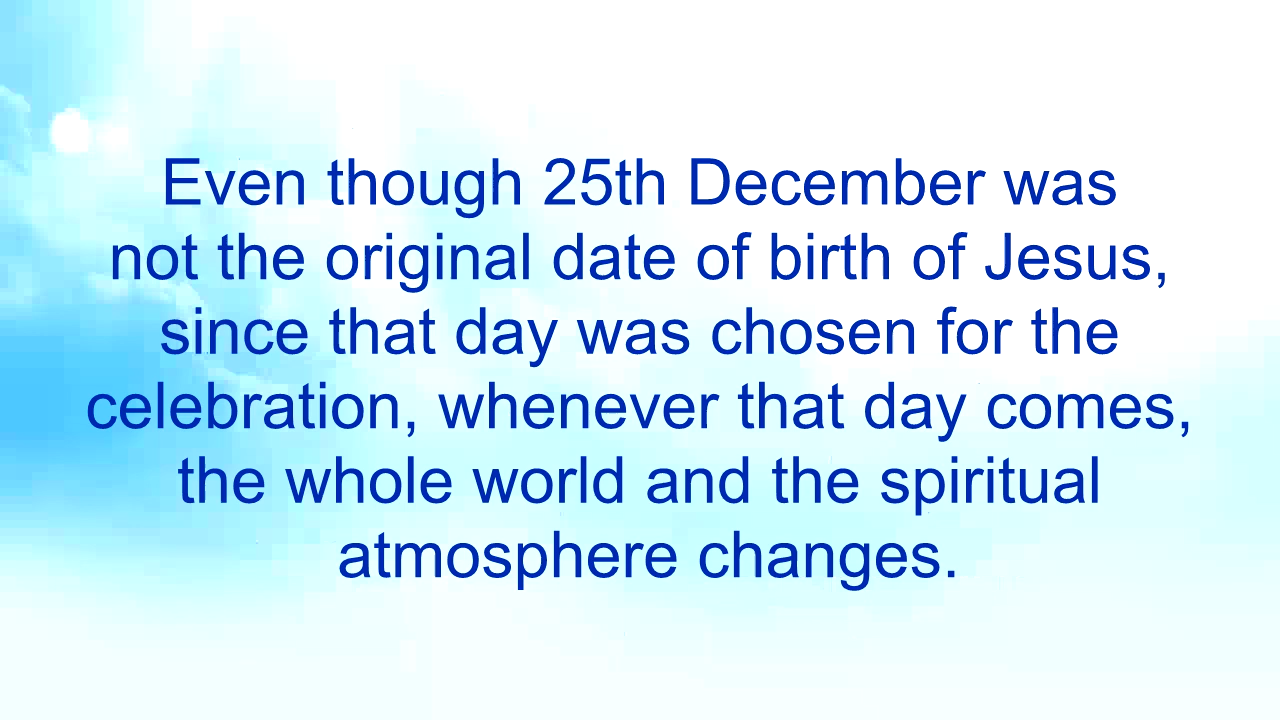 Even though 25th December was
not the original date of birth of Jesus,
since that day was chosen for the
celebration, whenever that day comes,
the whole world and the spiritual
atmosphere changes.